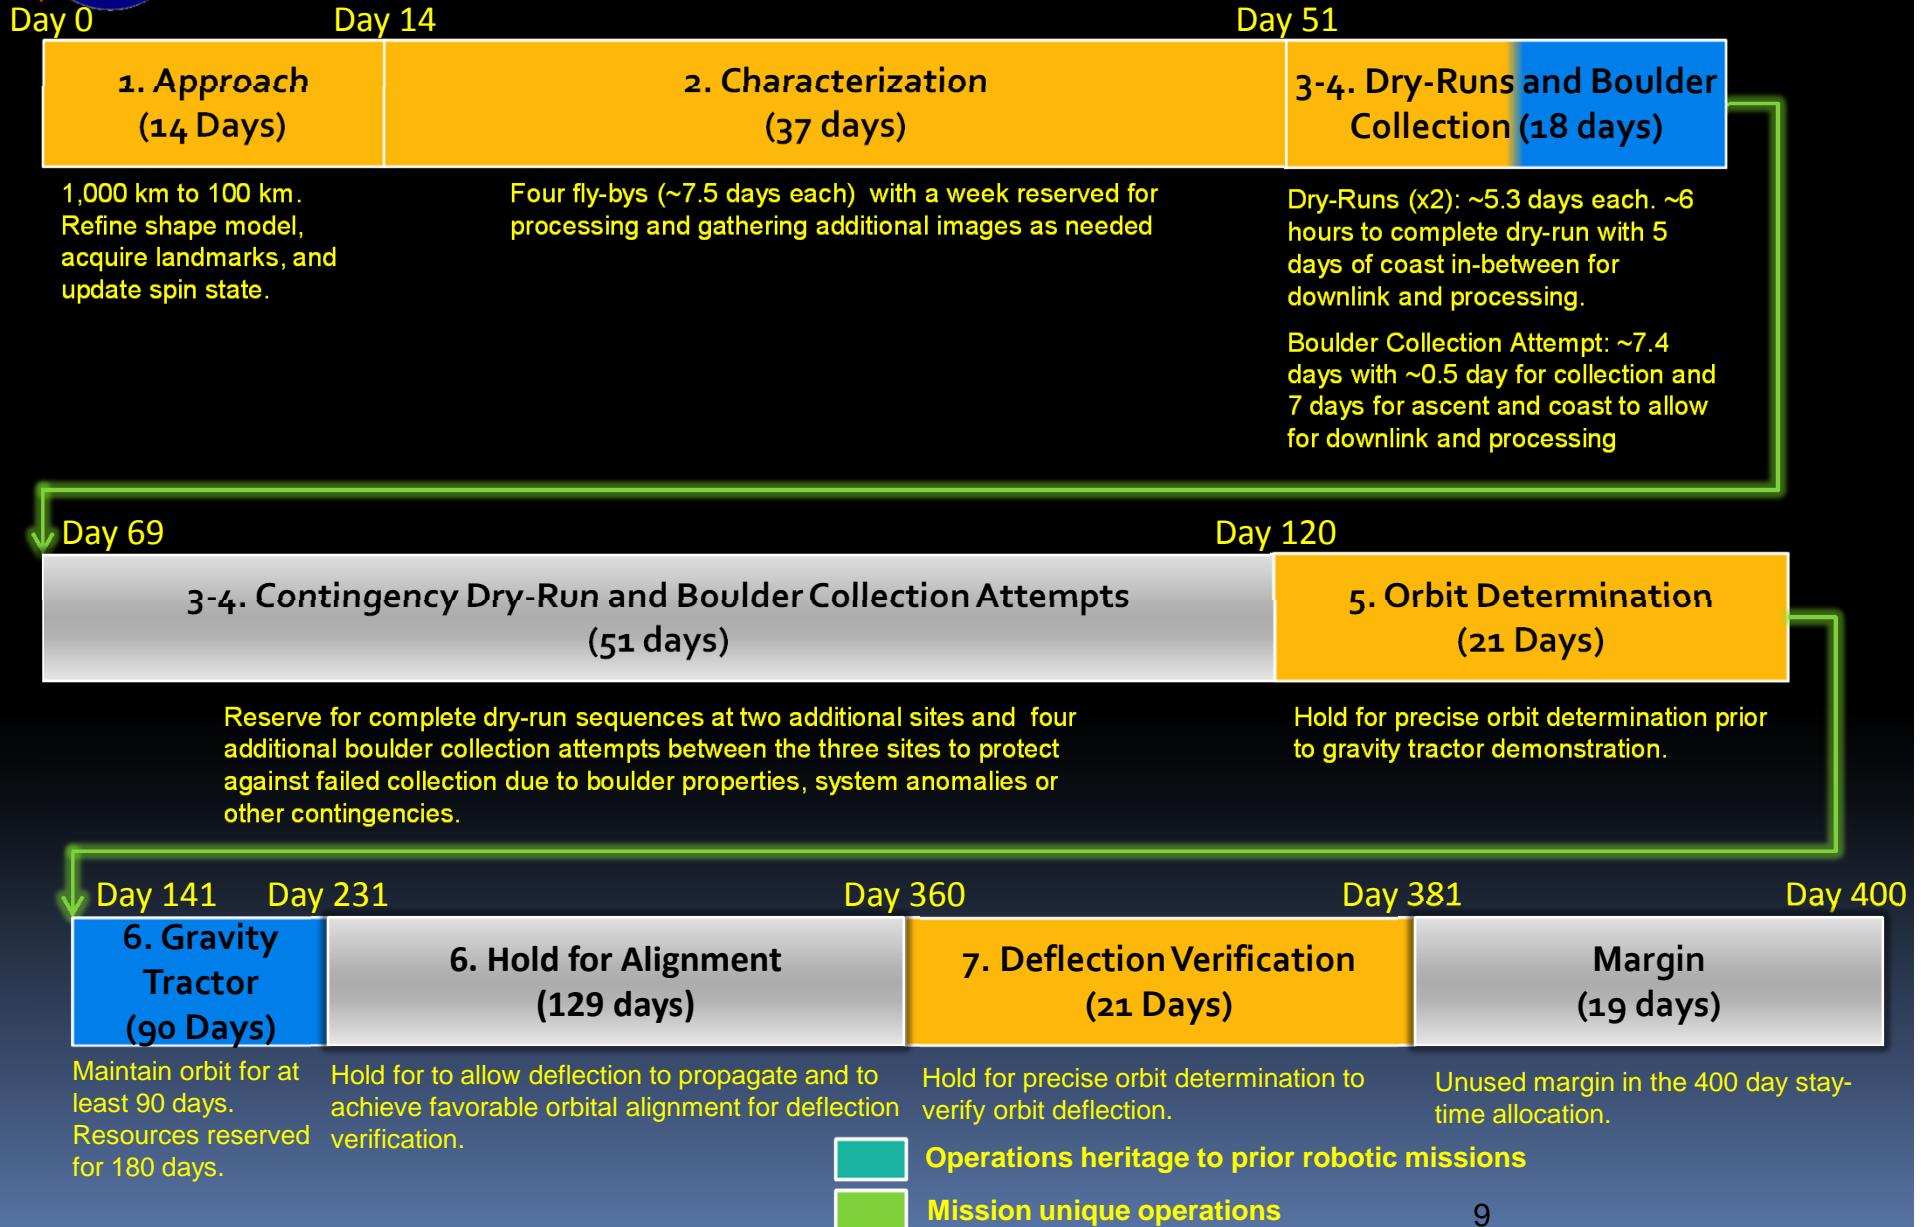 Day 0
Day 14
Day 51
1. Approach
(14 Days)
2. Characterization
(37 days)
3-4. Dry-Runs and Boulder
Collection (18 days)
1,000 km to 100 km.
Refine shape model,
acquire landmarks, and
update spin state.
Four fly-bys (~7.5 days each)  with a week reserved for
processing and gathering additional images as needed
Dry-Runs (x2): ~5.3 days each. ~6
hours to complete dry-run with 5
days of coast in-between for
downlink and processing.
Boulder Collection Attempt: ~7.4
days with ~0.5 day for collection and
7 days for ascent and coast to allow
for downlink and processing
Day 69
Day 120
3-4. Contingency Dry-Run and Boulder Collection Attempts
(51 days)
5. Orbit Determination
(21 Days)
Reserve for complete dry-run sequences at two additional sites and  four
additional boulder collection attempts between the three sites to protect
against failed collection due to boulder properties, system anomalies or
other contingencies.
Hold for precise orbit determination prior
to gravity tractor demonstration.
Day 141
Day 231
Day 360
Day 381
Day 400
6. Gravity
Tractor
(90 Days)
6. Hold for Alignment
(129 days)
7. Deflection Verification
(21 Days)
Margin
(19 days)
Maintain orbit for at
least 90 days.
Resources reserved
for 180 days.
Hold for to allow deflection to propagate and to
achieve favorable orbital alignment for deflection
verification.
Hold for precise orbit determination to
verify orbit deflection.
Unused margin in the 400 day stay-
time allocation.
Operations heritage to prior robotic missions
Mission unique operations
9